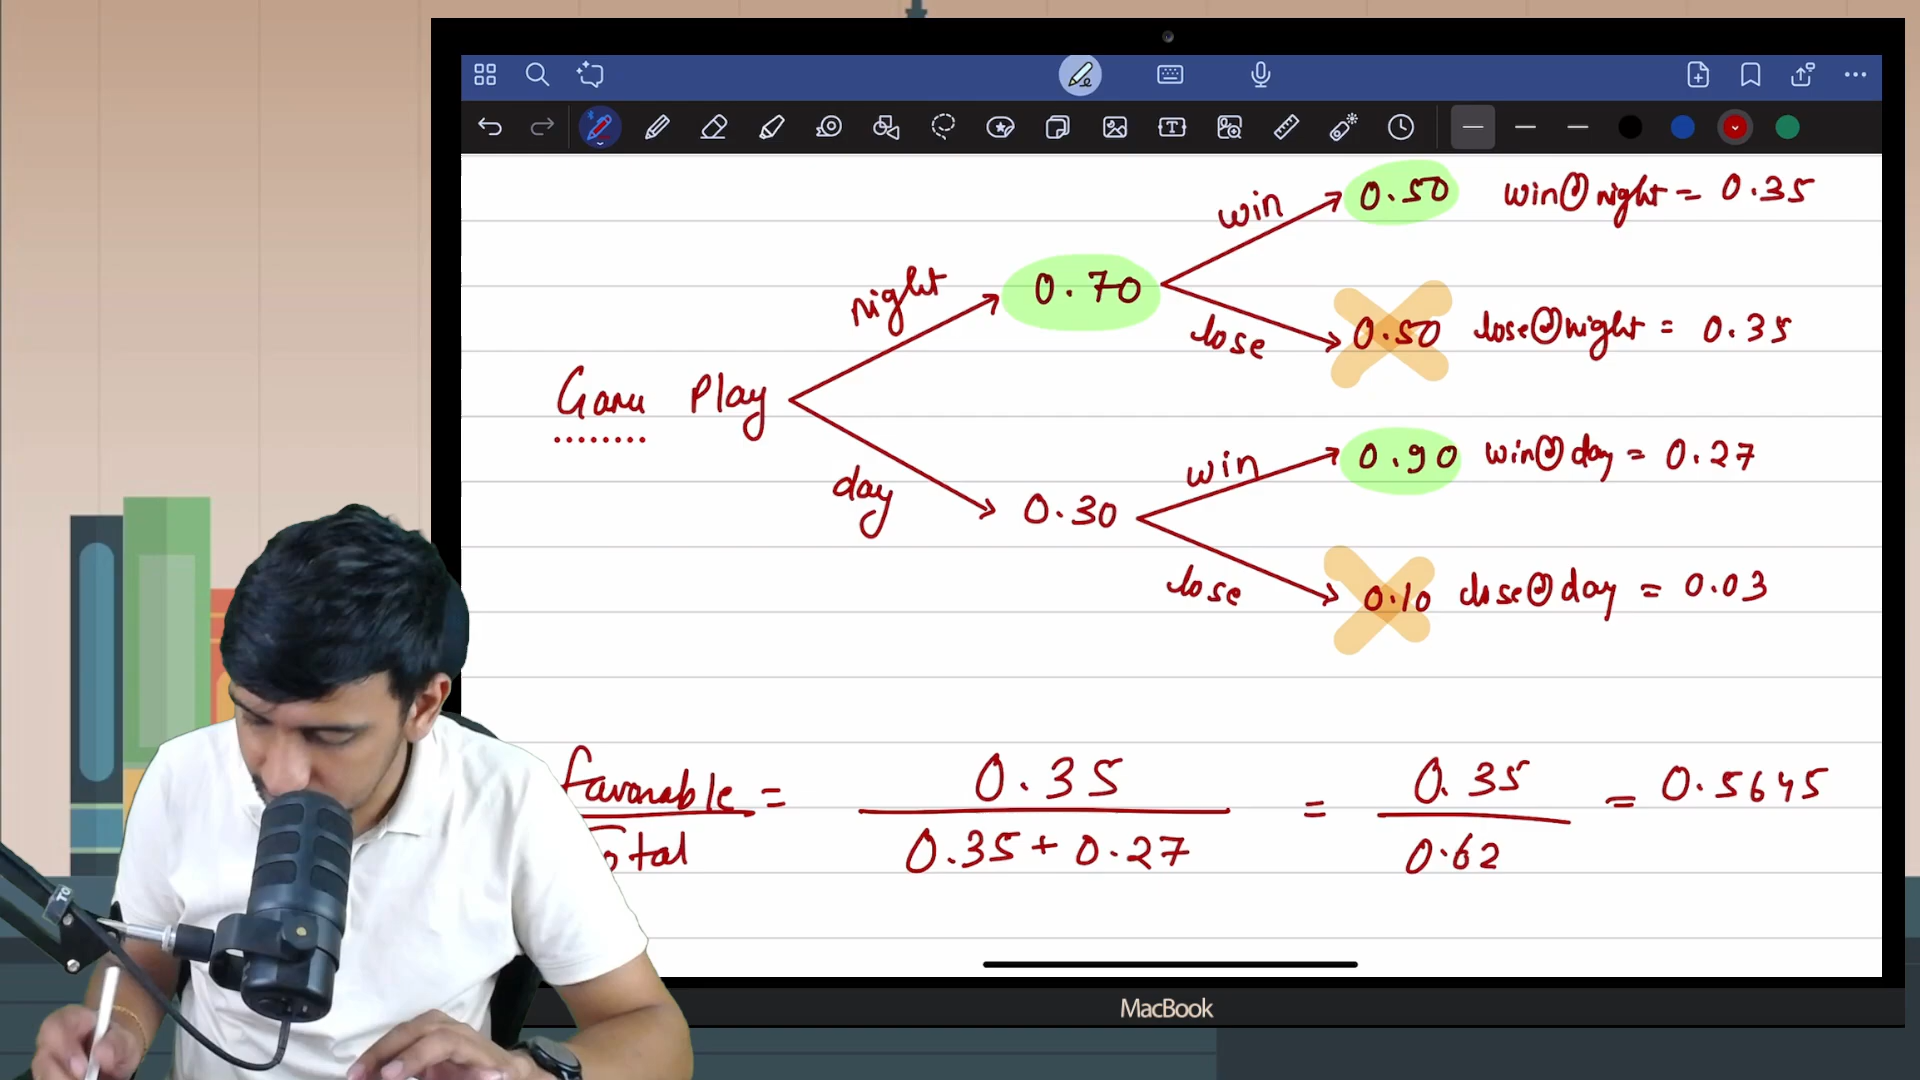 win 0.50 win@night = 0.35
night 0.70
lose 0.50 lose@night = 0.35
Game Play
win 0.90 win@day = 0.27
day 0.30
lose 0.10 lose@day = 0.03
favorable = 0.35 = 0.35 = 0.5645
Total 0.35 + 0.27 0.62
MacBook
TO